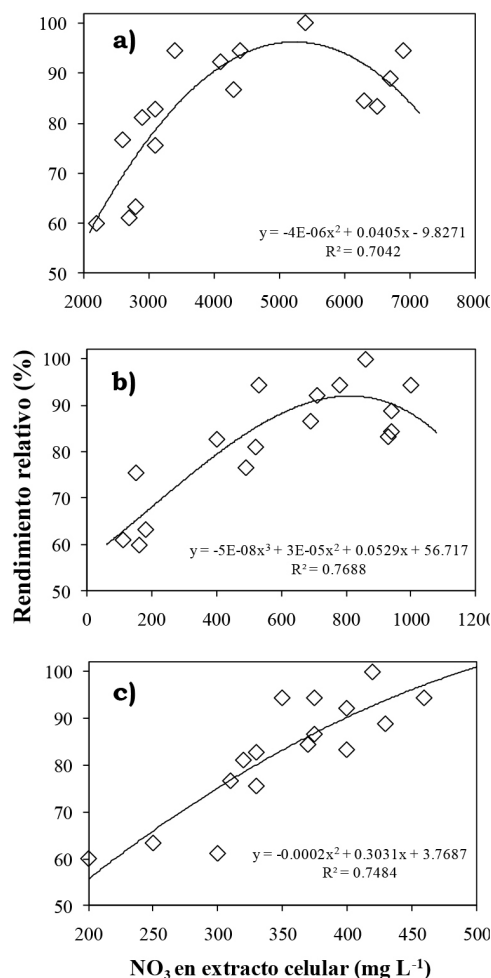 a)
100
90
80
70
60
50
y = -4E-06x² + 0.0405x - 9.8271
R² = 0.7042
2000 3000 4000 5000 6000 7000 8000
Rendimiento relativo (%)
b)
100
90
80
70
60
50
y = -5E-08x³ + 3E-05x² + 0.0529x + 56.717
R² = 0.7688
0 200 400 600 800 1000 1200
c)
100
90
80
70
60
50
y = -0.0002x² + 0.3031x + 3.7687
R² = 0.7484
200 250 300 350 400 450 500
NO₃ en extracto celular (mg L⁻¹)